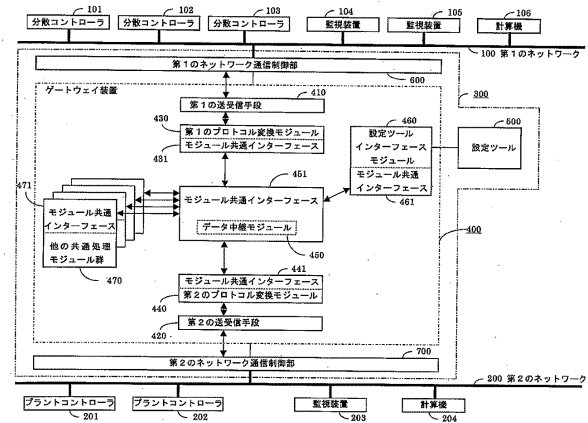 101
102
103
104
105
106
分散コントローラ
分散コントローラ
分散コントローラ
監視装置
監視装置
計算機
100 第1のネットワーク
第1のネットワーク通信制御部
600
300
ゲートウェイ装置
410
第1の送受信手段
430
第1のプロトコル変換モジュール
431
モジュール共通インターフェース
460
設定ツール
インターフェース
モジュール
モジュール共通
インターフェース
461
500
設定ツール
451
モジュール共通インターフェース
データ中継モジュール
450
471
モジュール共通
インターフェース
他の共通処理
モジュール群
470
400
441
モジュール共通インターフェース
440
第2のプロトコル変換モジュール
第2の送受信手段
420
700
第2のネットワーク通信制御部
200 第2のネットワーク
プラントコントローラ
201
プラントコントローラ
202
監視装置
203
計算機
204